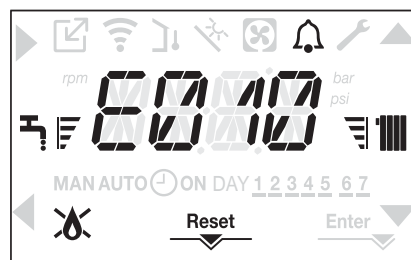 rpm
bar
psi
E010
MAN AUTO ON DAY 1 2 3 4 5 6 7
Reset
Enter